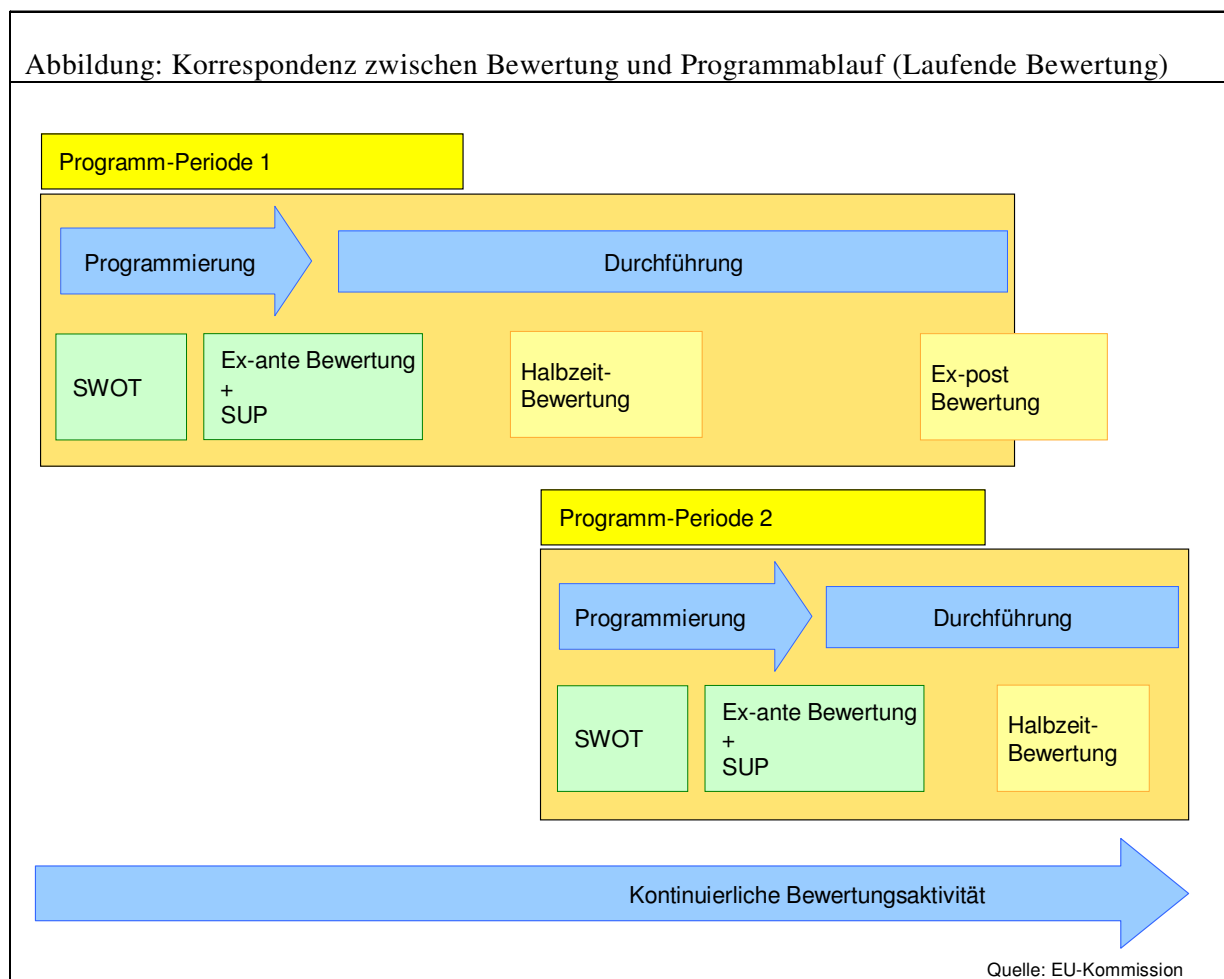 Abbildung: Korrespondenz zwischen Bewertung und Programmablauf (Laufende Bewertung)
Programm-Periode 1
Programmierung
Durchführung
SWOT
Ex-ante Bewertung
+
SUP
Halbzeit-
Bewertung
Ex-post
Bewertung
Programm-Periode 2
Programmierung
Durchführung
SWOT
Ex-ante Bewertung
+
SUP
Halbzeit-
Bewertung
Kontinuierliche Bewertungsaktivität
Quelle: EU-Kommission